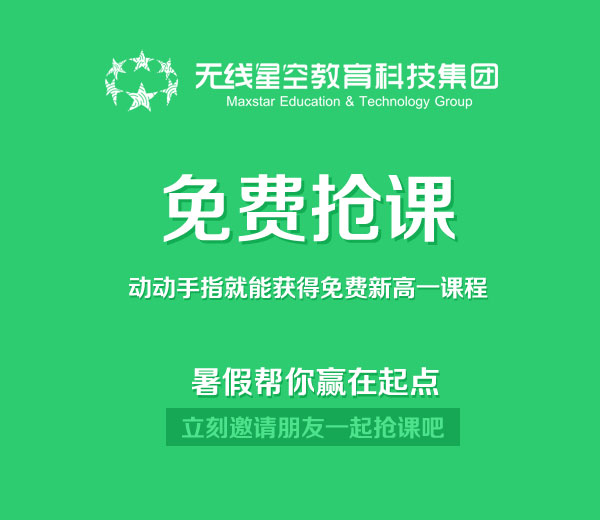 无线星空教育科技集团
Maxstar Education & Technology Group
免费抢课
动动手指就能获得免费新高一课程
暑假帮你赢在起点
立刻邀请朋友一起抢课吧